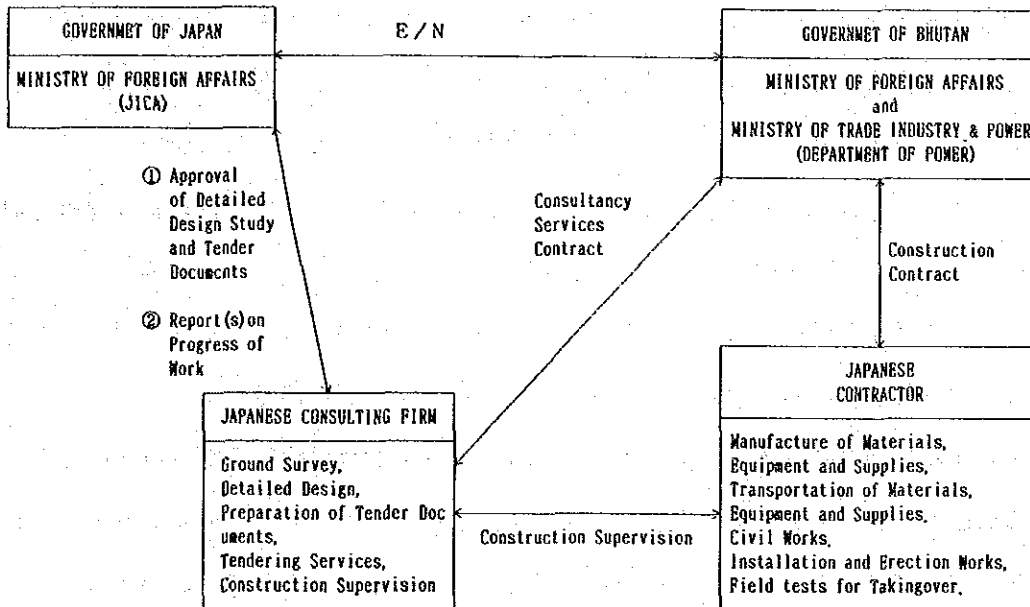 GOVERNMET OF JAPAN
MINISTRY OF FOREIGN AFFAIRS
(JICA)
E/N
GOVERNMET OF BHUTAN
MINISTRY OF FOREIGN AFFAIRS
and
MINISTRY OF TRADE INDUSTRY & POWER
(DEPARTMENT OF POWER)
① Approval
of Detailed
Design Study
and Tender
Documents
② Report(s) on
Progress of
Work
Consultancy
Services
Contract
Construction
Contract
JAPANESE CONSULTING FIRM
Ground Survey,
Detailed Design,
Preparation of Tender Doc
uments,
Tendering Services,
Construction Supervision
Construction Supervision
JAPANESE
CONTRACTOR
Manufacture of Materials,
Equipment and Supplies,
Transportation of Materials,
Equipment and Supplies.
Civil Works,
Installation and Erection Works,
Field tests for Takingover.